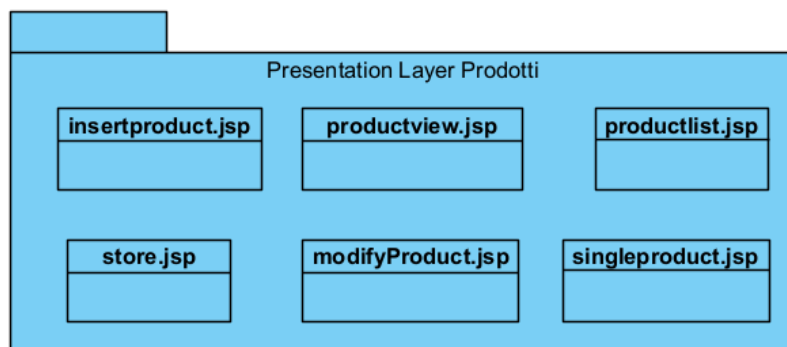 Presentation Layer Prodotti
insertproduct.jsp
productview.jsp
productlist.jsp
store.jsp
modifyProduct.jsp
singleproduct.jsp